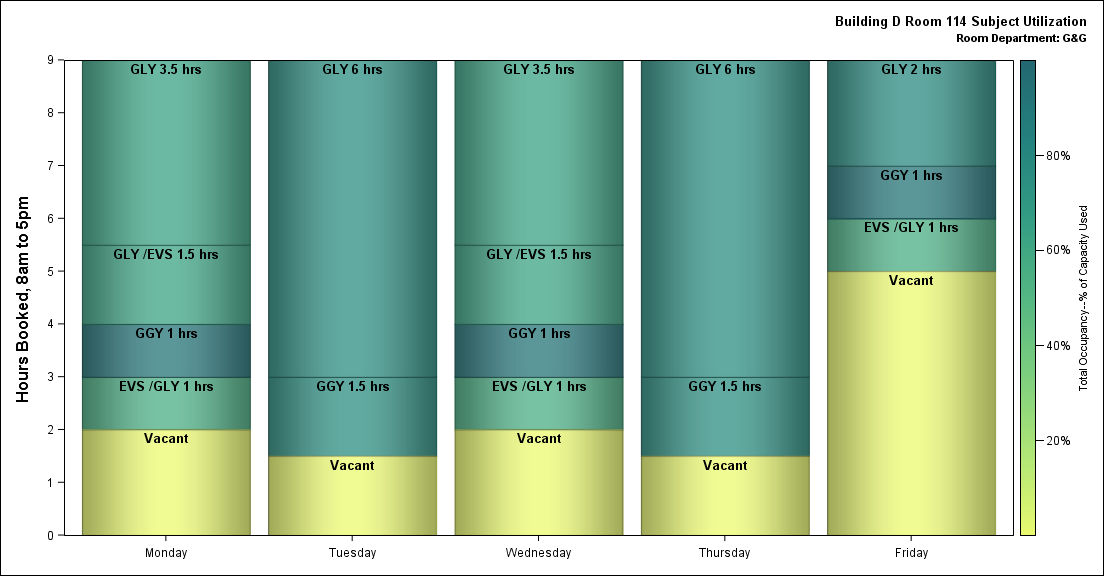 Building D Room 114 Subject Utilization
Room Department: G&G
Hours Booked, 8am to 5pm
9
8
7
6
5
4
3
2
1
0
GLY 3.5 hrs
GLY /EVS 1.5 hrs
GGY 1 hrs
EVS /GLY 1 hrs
Vacant
GLY 6 hrs
GGY 1.5 hrs
Vacant
GLY 3.5 hrs
GLY /EVS 1.5 hrs
GGY 1 hrs
EVS /GLY 1 hrs
Vacant
GLY 6 hrs
GGY 1.5 hrs
Vacant
GLY 2 hrs
GGY 1 hrs
EVS /GLY 1 hrs
Vacant
Monday
Tuesday
Wednesday
Thursday
Friday
80%
60%
40%
20%
Total Occupancy--% of Capacity Used